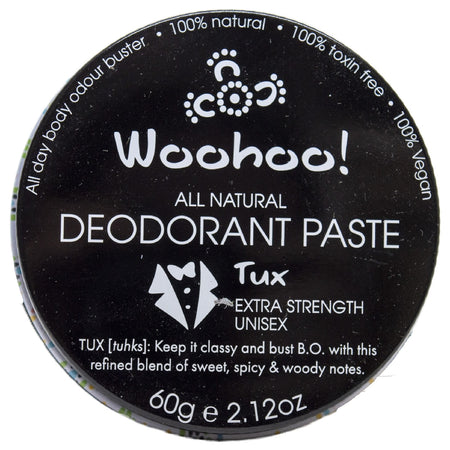 All day body odour buster • 100% natural • 100% toxin free • 100% Vegan
Woohoo!
ALL NATURAL
DEODORANT PASTE
Tux
EXTRA STRENGTH
UNISEX
TUX [tuhks]: Keep it classy and bust B.O. with this
refined blend of sweet, spicy & woody notes.
60g e 2.12oz